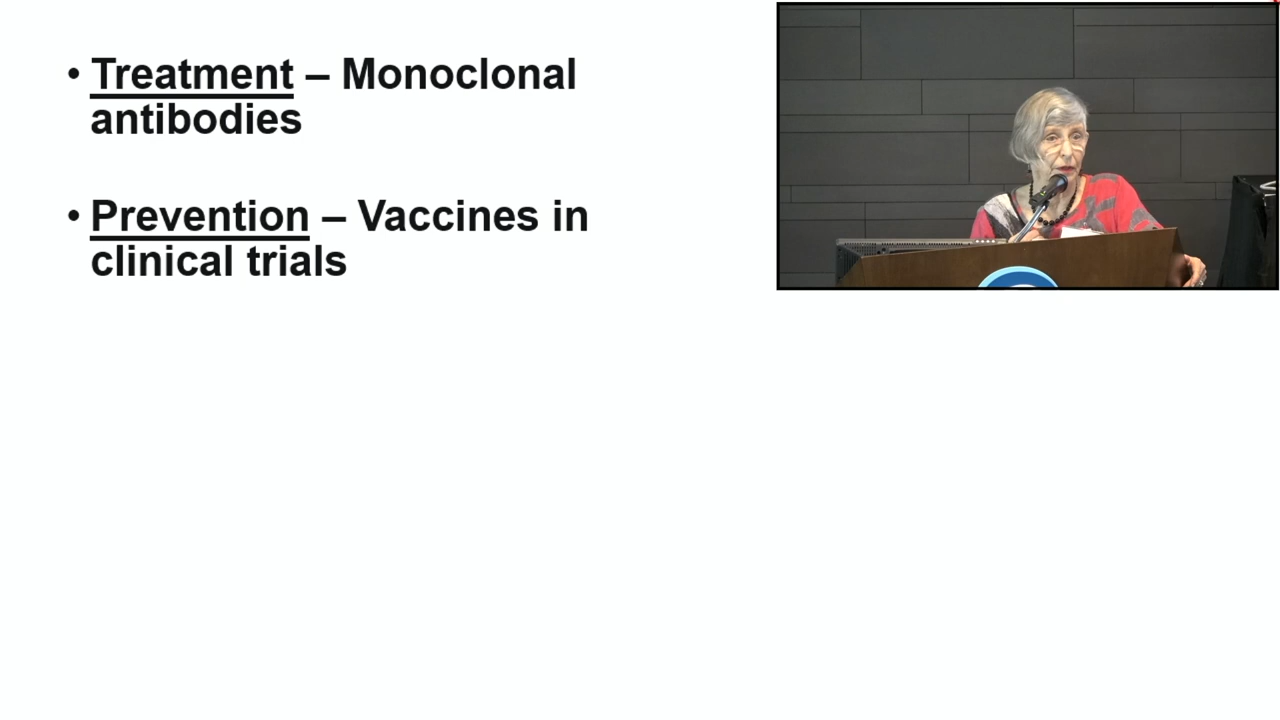 • Treatment – Monoclonal
antibodies
• Prevention – Vaccines in
clinical trials